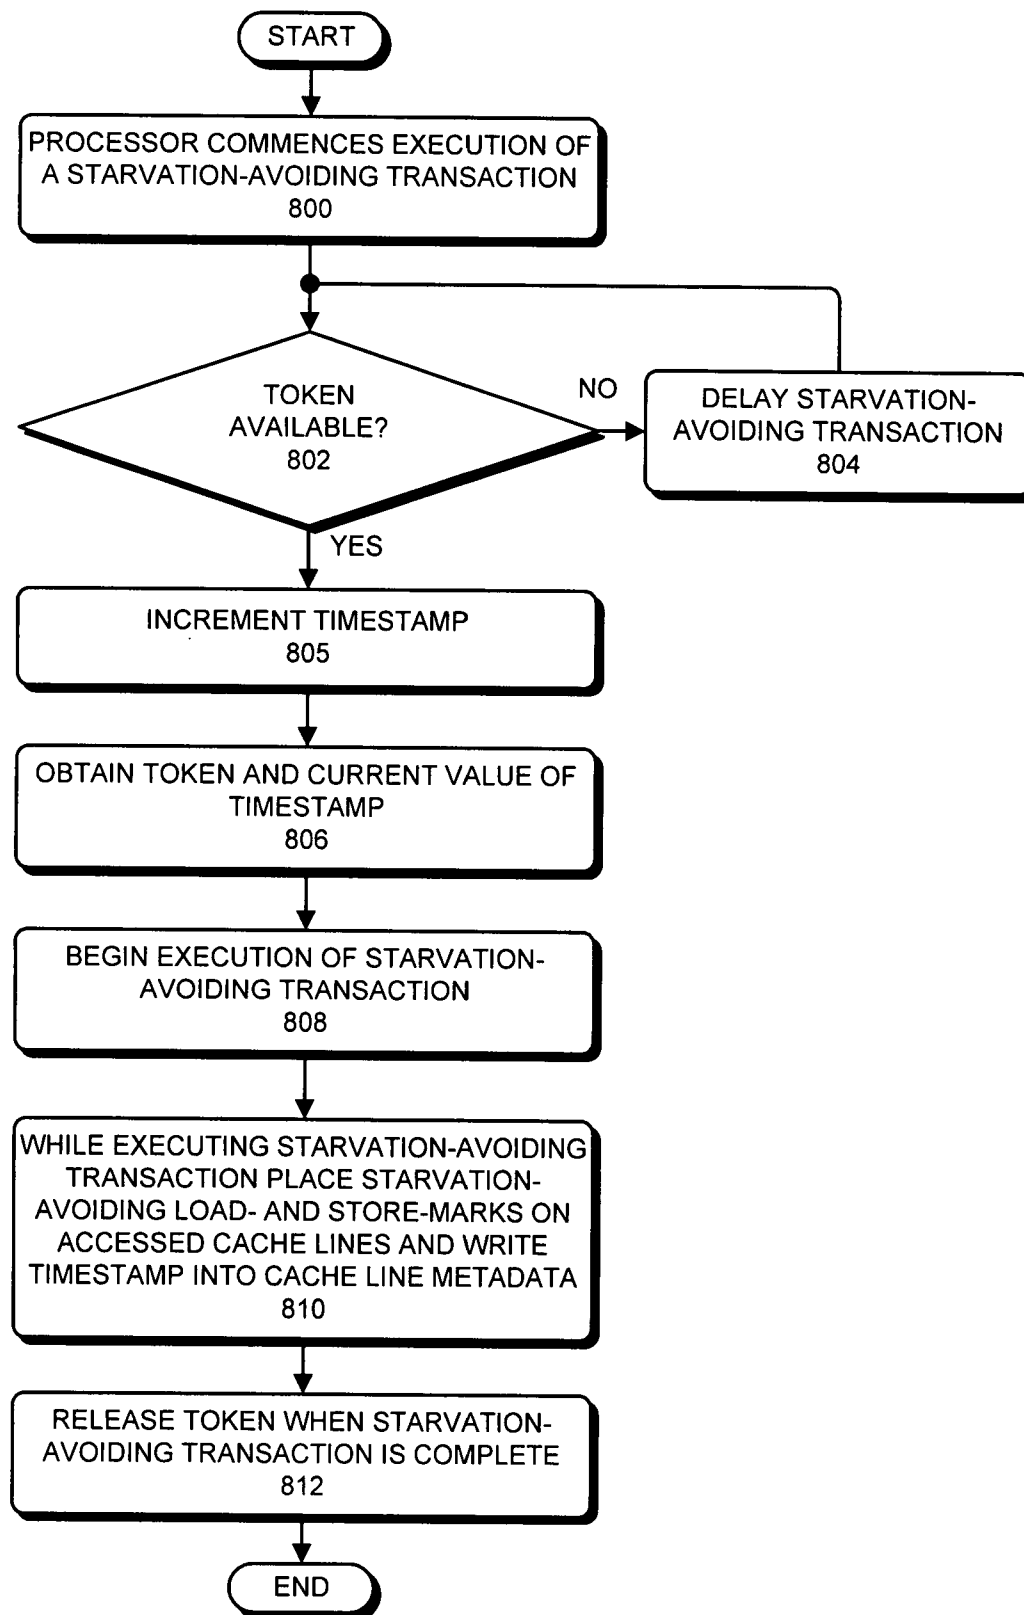 START
PROCESSOR COMMENCES EXECUTION OF
A STARVATION-AVOIDING TRANSACTION
800
TOKEN
AVAILABLE?
802
NO
DELAY STARVATION-
AVOIDING TRANSACTION
804
YES
INCREMENT TIMESTAMP
805
OBTAIN TOKEN AND CURRENT VALUE OF
TIMESTAMP
806
BEGIN EXECUTION OF STARVATION-
AVOIDING TRANSACTION
808
WHILE EXECUTING STARVATION-AVOIDING
TRANSACTION PLACE STARVATION-
AVOIDING LOAD- AND STORE-MARKS ON
ACCESSED CACHE LINES AND WRITE
TIMESTAMP INTO CACHE LINE METADATA
810
RELEASE TOKEN WHEN STARVATION-
AVOIDING TRANSACTION IS COMPLETE
812
END